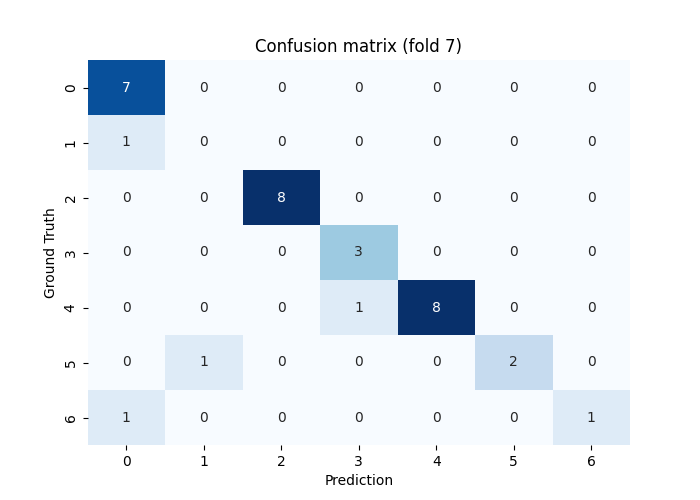 Confusion matrix (fold 7)
Ground Truth
0 7 0 0 0 0 0 0
1 1 0 0 0 0 0 0
2 0 0 8 0 0 0 0
3 0 0 0 3 0 0 0
4 0 0 0 1 8 0 0
5 0 1 0 0 0 2 0
6 1 0 0 0 0 0 1
0 1 2 3 4 5 6
Prediction